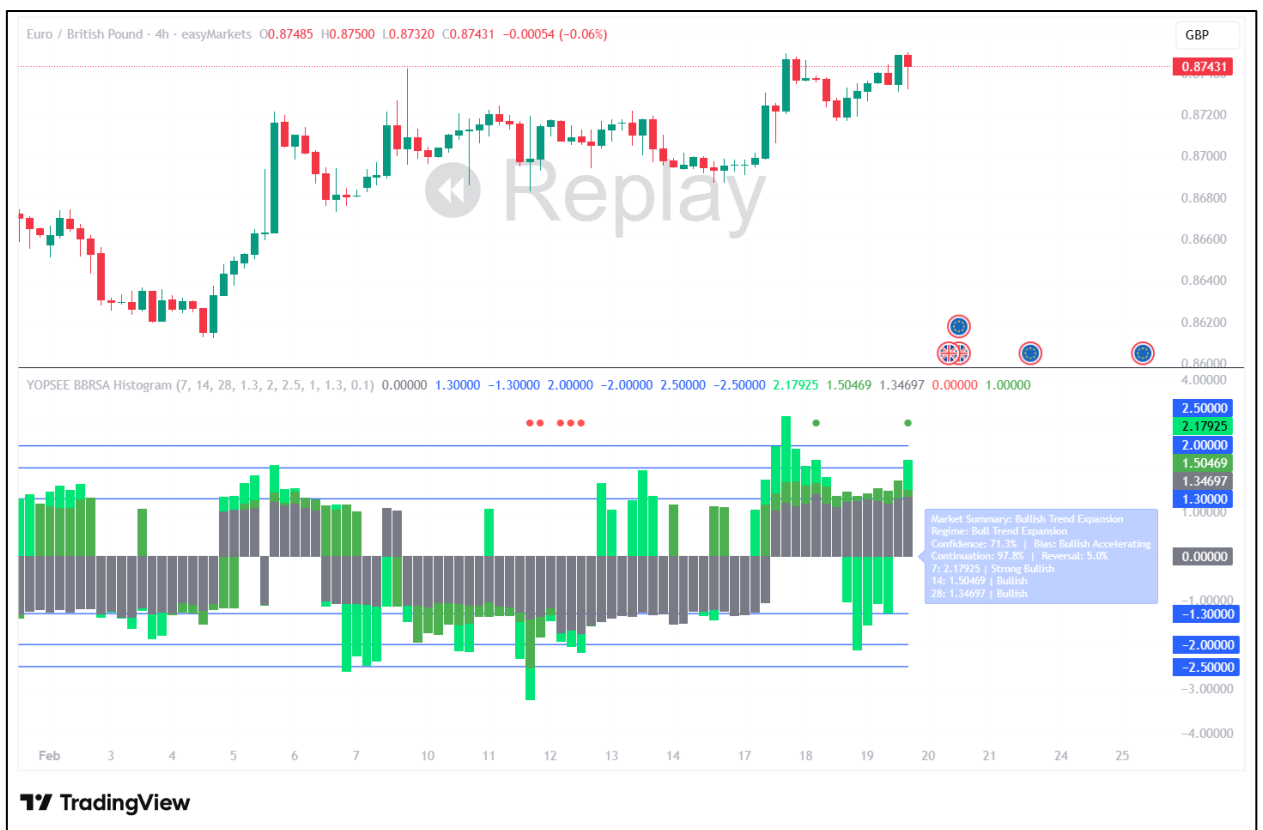 Euro / British Pound · 4h · easyMarkets O0.87485 H0.87500 L0.87320 C0.87431 −0.00054 (−0.06%)
GBP
0.87431
0.87200
0.87000
0.86800
0.86600
0.86400
0.86200
0.86000
Replay
YOPSEE BBRSA Histogram (7, 14, 28, 1.3, 2, 2.5, 1, 1.3, 0.1) 0.00000 1.30000 −1.30000 2.00000 −2.00000 2.50000 −2.50000 2.17925 1.50469 1.34697 0.00000 1.00000
4.00000
2.50000
2.17925
2.00000
1.50469
1.34697
1.30000
1.00000
0.00000
−1.00000
−1.30000
−2.00000
−2.50000
−3.00000
−4.00000
Market Summary: Bullish Trend Expansion
Regime: Bull Trend Expansion
Confidence: 71.3% | Bias: Bullish Accelerating
Continuation: 97.8% | Reversal: 5.0%
7: 2.17925 | Strong Bullish
14: 1.50469 | Bullish
28: 1.34697 | Bullish
Feb 3 4 5 6 7 10 11 12 13 14 17 18 19 20 21 24 25
TradingView